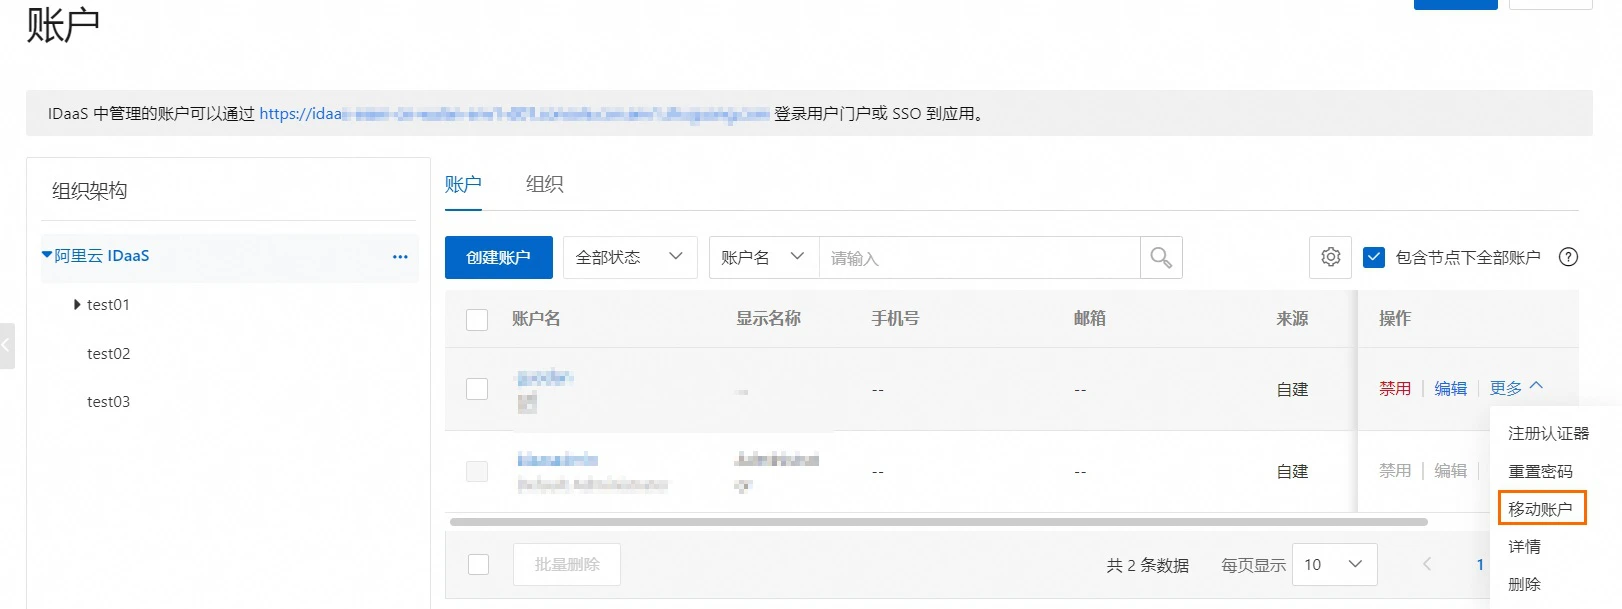 账户
IDaaS 中管理的账户可以通过 https://idaa 登录用户门户或 SSO 到应用。
组织架构
阿里云 IDaaS
test01
test02
test03
账户 组织
创建账户 全部状态 账户名 请输入 包含节点下全部账户
账户名 显示名称 手机号 邮箱 来源 操作
-- -- 自建 禁用 编辑 更多
-- -- 自建 禁用 编辑
注册认证器
重置密码
移动账户
详情
删除
批量删除 共 2 条数据 每页显示 10 1